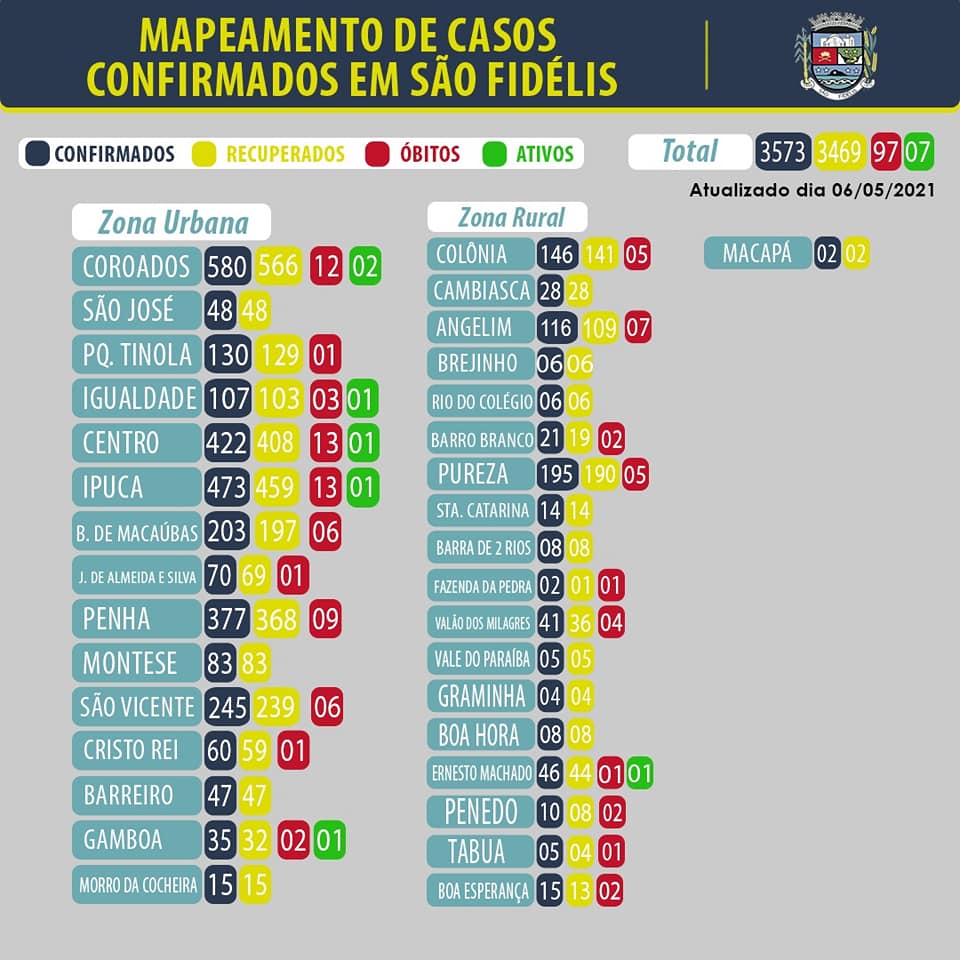 MAPEAMENTO DE CASOS
CONFIRMADOS EM SÃO FIDÉLIS
CONFIRMADOS RECUPERADOS ÓBITOS ATIVOS
Total 3573 3469 97 07
Atualizado dia 06/05/2021
Zona Urbana
COROADOS 580 566 12 02
SÃO JOSÉ 48 48
PQ. TINOLA 130 129 01
IGUALDADE 107 103 03 01
CENTRO 422 408 13 01
IPUCA 473 459 13 01
B. DE MACAÚBAS 203 197 06
J. DE ALMEIDA E SILVA 70 69 01
PENHA 377 368 09
MONTESE 83 83
SÃO VICENTE 245 239 06
CRISTO REI 60 59 01
BARREIRO 47 47
GAMBOA 35 32 02 01
MORRO DA COCHEIRA 15 15
Zona Rural
COLÔNIA 146 141 05
CAMBIASCA 28 28
ANGELIM 116 109 07
BREJINHO 06 06
RIO DO COLÉGIO 06 06
BARRO BRANCO 21 19 02
PUREZA 195 190 05
STA. CATARINA 14 14
BARRA DE 2 RIOS 08 08
FAZENDA DA PEDRA 02 01 01
VALÃO DOS MILAGRES 41 36 04
VALE DO PARAÍBA 05 05
GRAMINHA 04 04
BOA HORA 08 08
ERNESTO MACHADO 46 44 01 01
PENEDO 10 08 02
TABUA 05 04 01
BOA ESPERANÇA 15 13 02
MACAPÁ 02 02